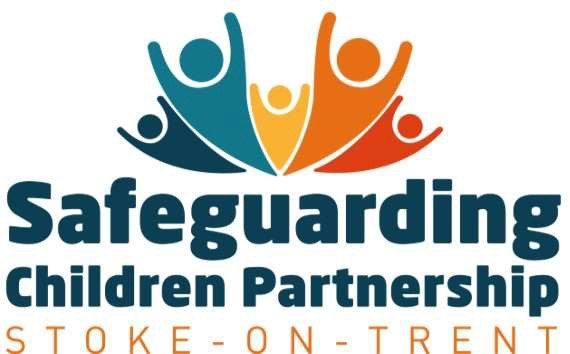 Safeguarding
Children Partnership
STOKE-ON-TRENT